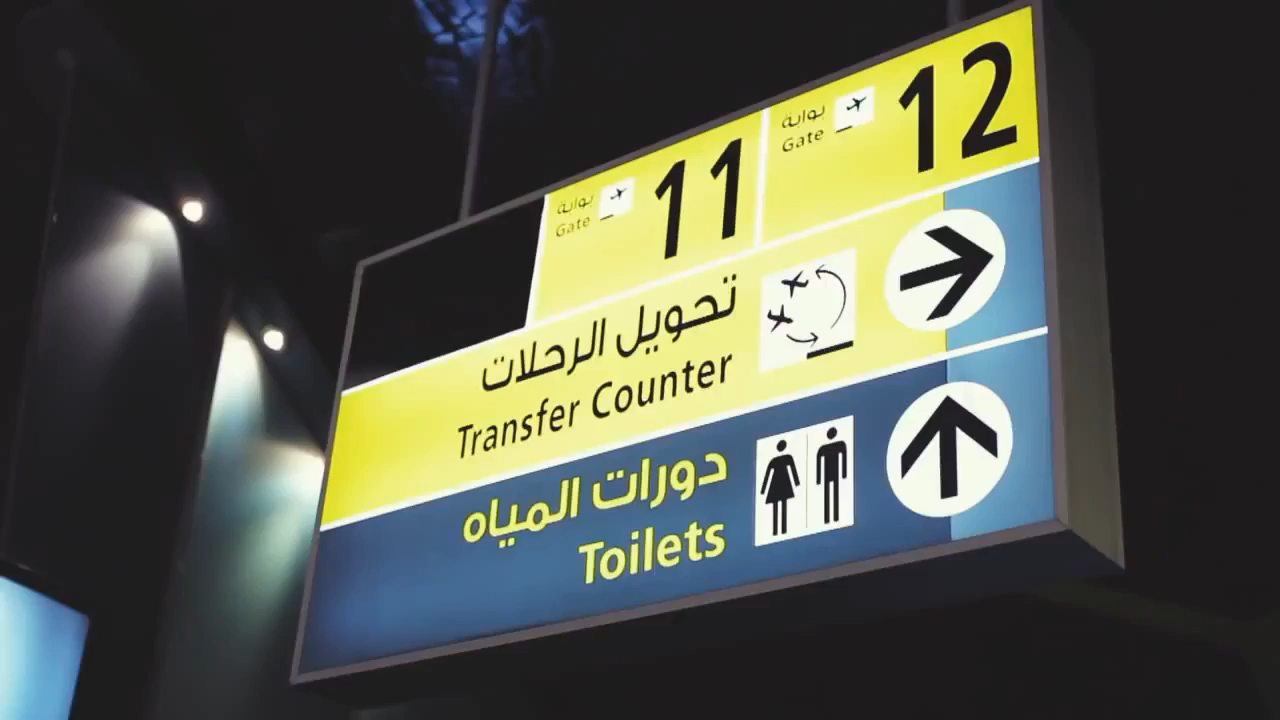 بوابة
Gate
11
بوابة
Gate
12
تحويل الرحلات
Transfer Counter
دورات المياه
Toilets